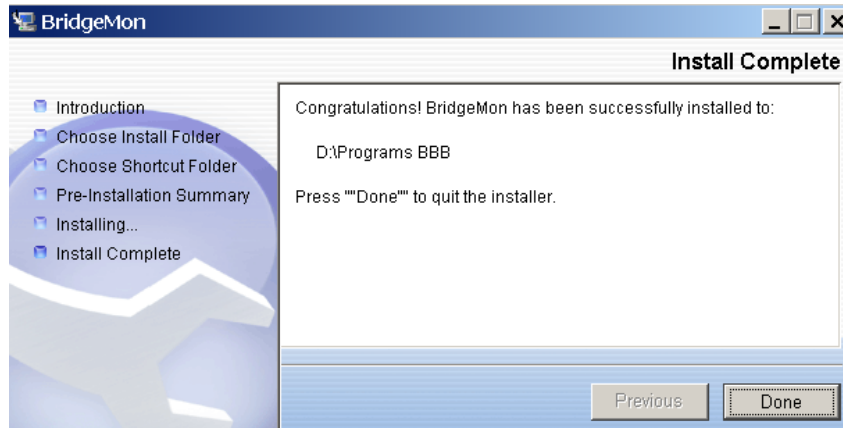 BridgeMon
Install Complete
Introduction
Choose Install Folder
Choose Shortcut Folder
Pre-Installation Summary
Installing...
Install Complete
Congratulations! BridgeMon has been successfully installed to:
D:\Programs BBB
Press ""Done"" to quit the installer.
Previous
Done